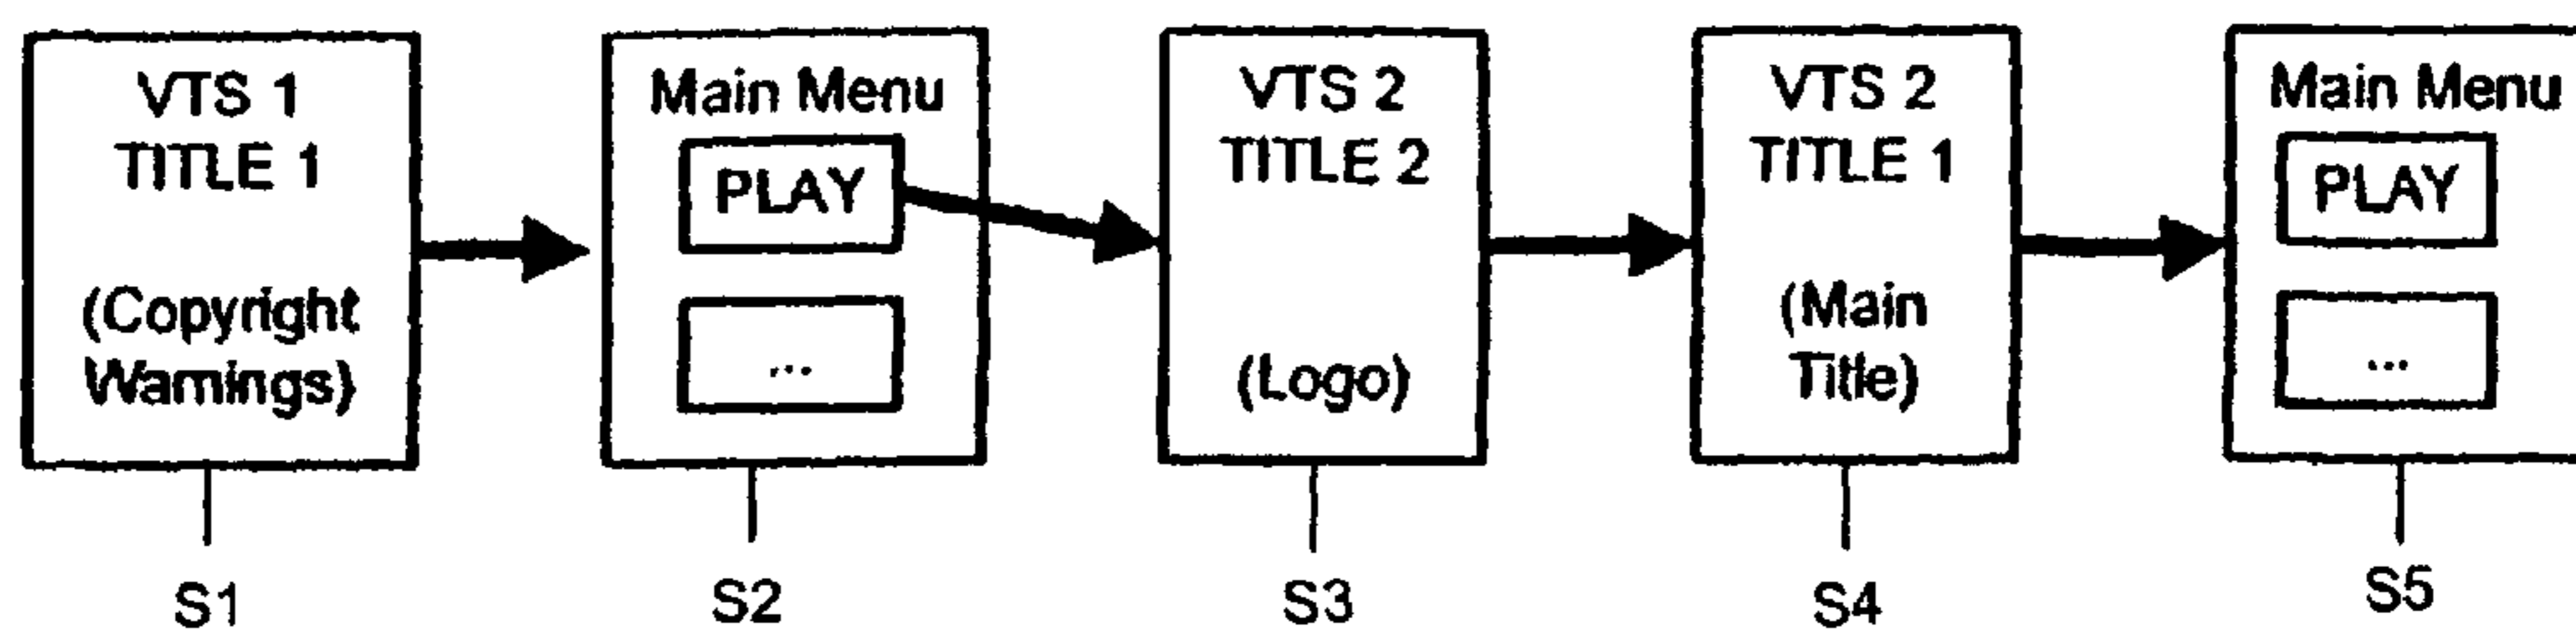 VTS 1
TITLE 1
(Copyright
Warnings)
S1
Main Menu
PLAY
...
S2
VTS 2
TITLE 2
(Logo)
S3
VTS 2
TITLE 1
(Main
Title)
S4
Main Menu
PLAY
...
S5